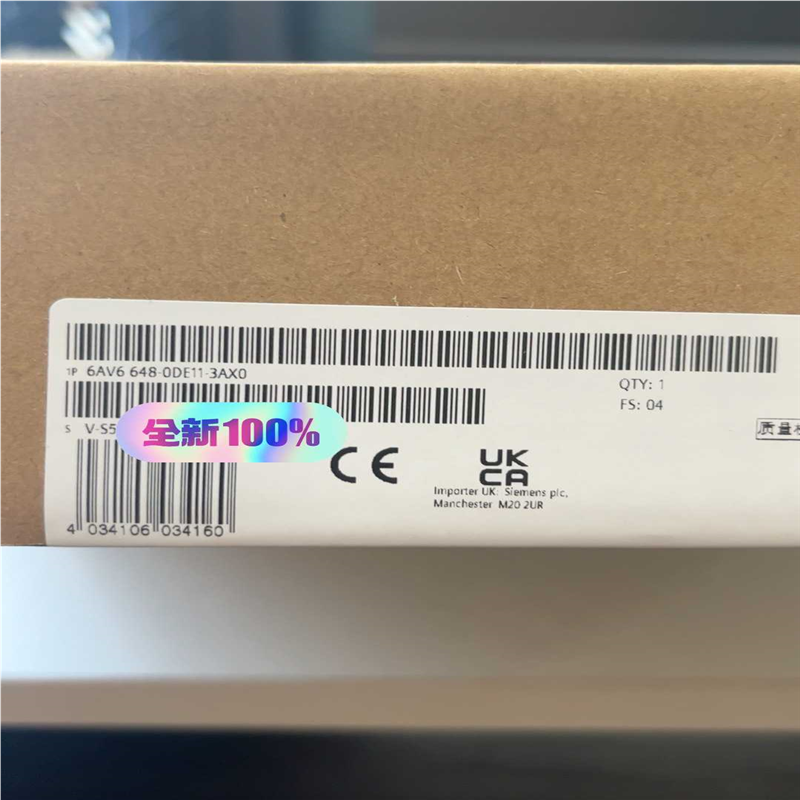 1P 6AV6 648-0DE11-3AX0
QTY: 1
FS: 04
S V-S5
全新100%
质量
CE
UK
CA
Importer UK: Siemens plc,
Manchester M20 2UR
4 034106 034160